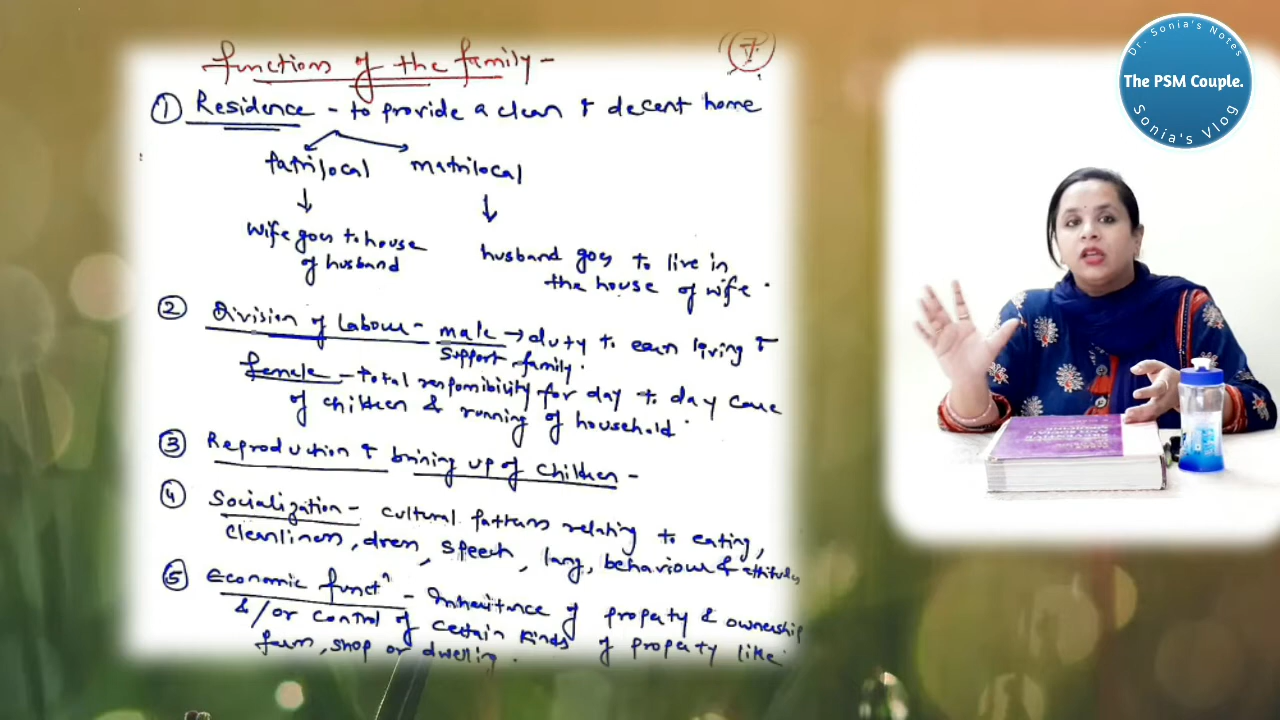 functions of the family -
7
① Residence - to provide a clean & decent home
Patrilocal matrilocal
wife goes to house
of husband
husband goes to live in
the house of wife.
② Division of labour - male → duty to earn living &
support family.
female - total responsibility for day to day care
of children & running of household.
③ Reproduction & brining up of children -
④ Socialization - cultural patterns relating to eating,
cleanliness, dress, speech, lang, behaviour & attitudes
⑤ Economic functⁿ - Inheritance of property & ownership
&/or control of certain kinds of property like
farm, shop or dwelling.
Dr. Sonia's Notes
The PSM Couple.
Sonia's Vlog